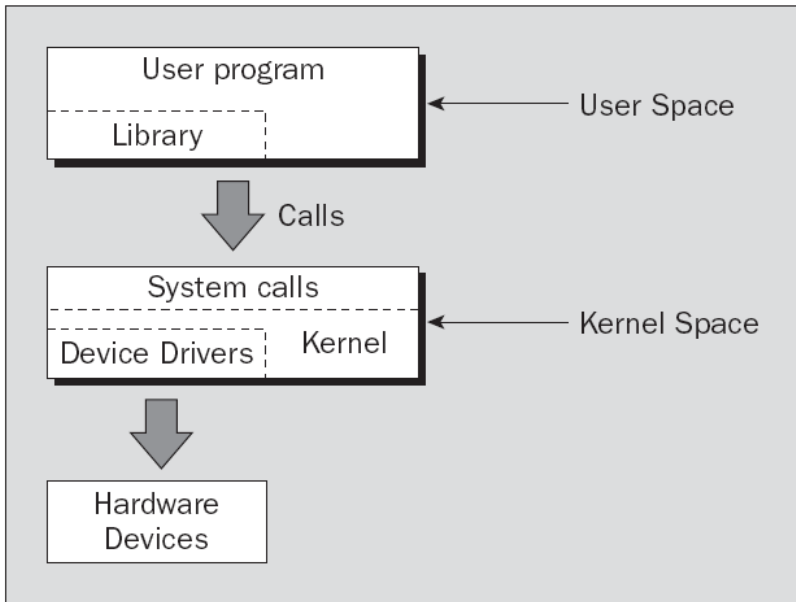 User program
User Space
Library
Calls
System calls
Kernel Space
Kernel
Device Drivers
Hardware
Devices